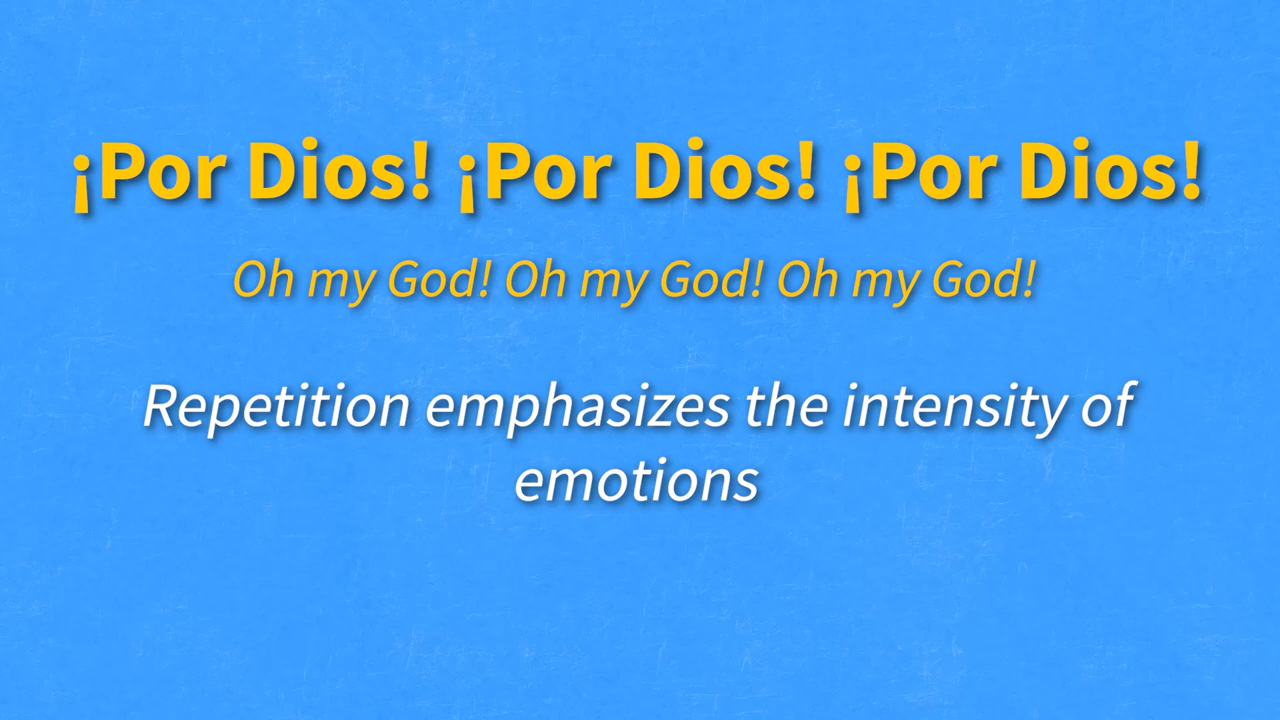 ¡Por Dios! ¡Por Dios! ¡Por Dios!
Oh my God! Oh my God! Oh my God!
Repetition emphasizes the intensity of
emotions